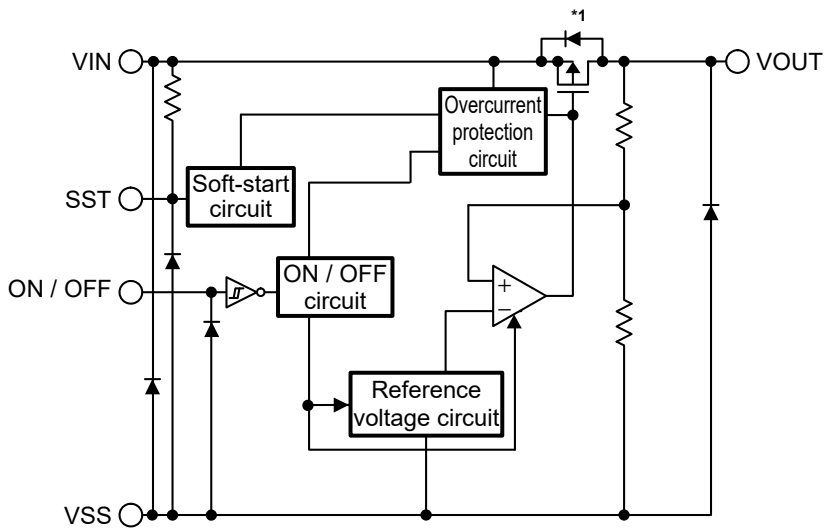 *1
VIN
VOUT
Overcurrent
protection
circuit
SST
Soft-start
circuit
ON / OFF
ON / OFF
circuit
+
−
Reference
voltage circuit
VSS